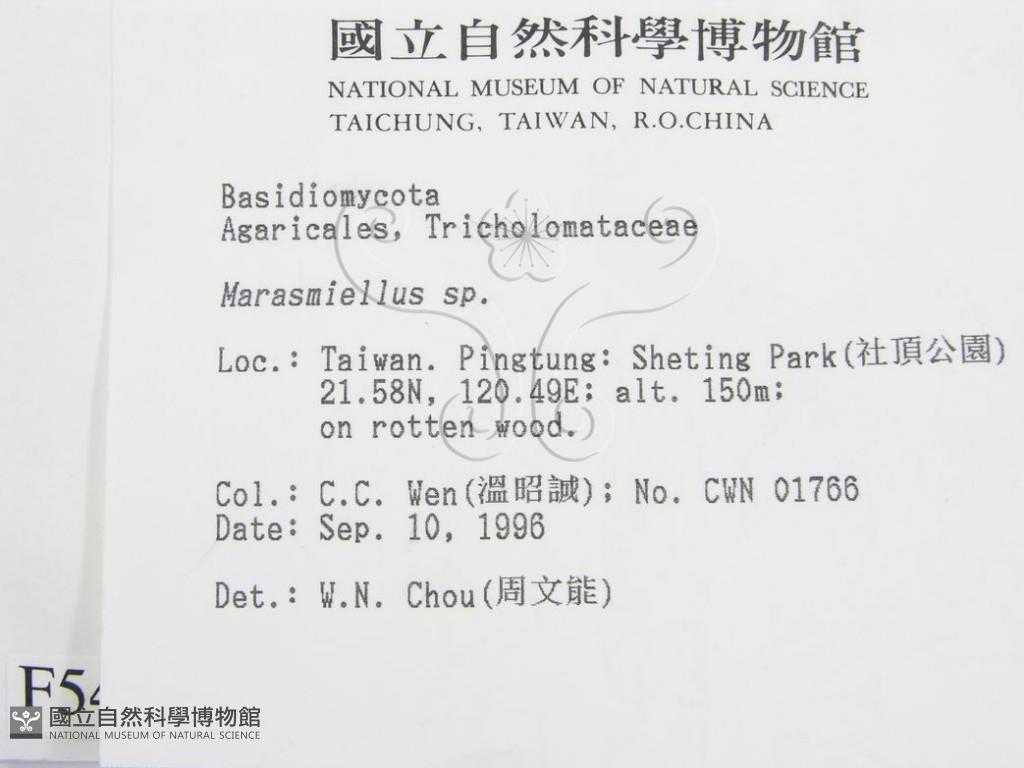 國立自然科學博物館
NATIONAL MUSEUM OF NATURAL SCIENCE
TAICHUNG, TAIWAN, R.O.CHINA
Basidiomycota
Agaricales, Tricholomataceae
Marasmiellus sp.
Loc.: Taiwan. Pingtung: Sheting Park(社頂公園)
21.58N, 120.49E; alt. 150m;
on rotten wood.
Col.: C.C. Wen(溫昭誠); No. CWN 01766
Date: Sep. 10, 1996
Det.: W.N. Chou(周文能)
F54
國立自然科學博物館
NATIONAL MUSEUM OF NATURAL SCIENCE